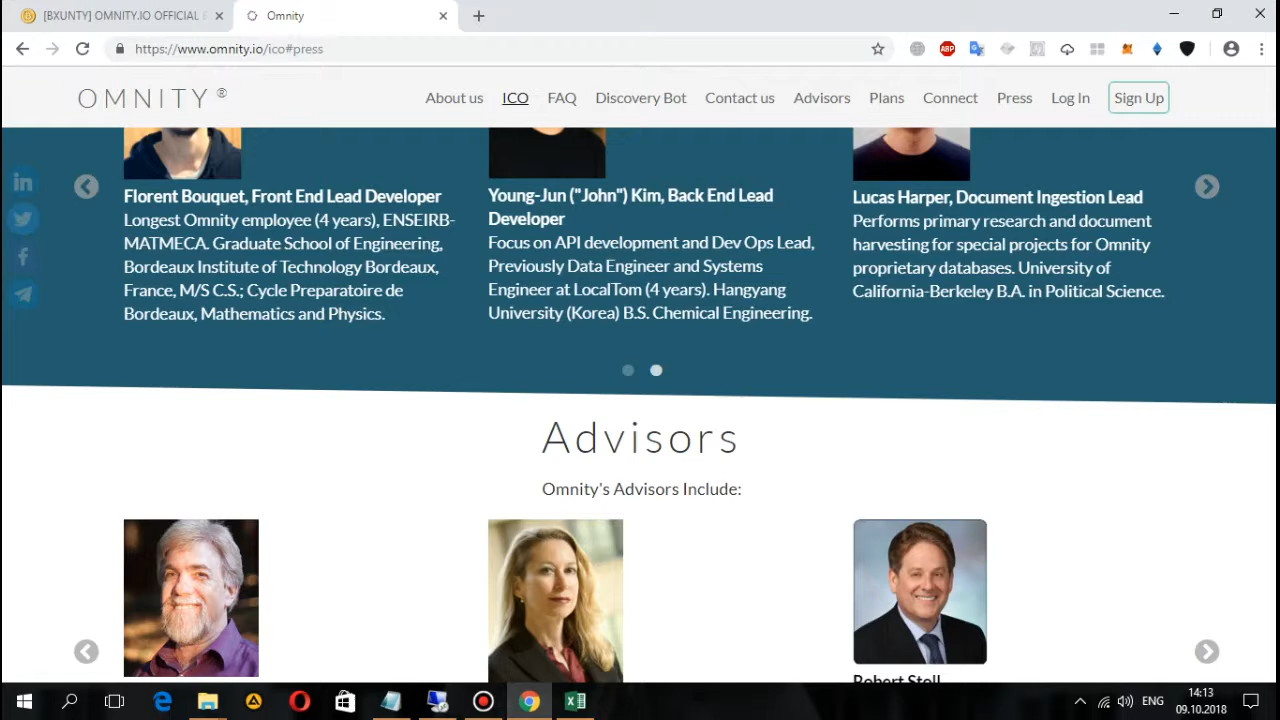 [BXUNTY] OMNITY.IO OFFICIAL
Omnity
https://www.omnity.io/ico#press
ABP
OMNITY ®
About us
ICO
FAQ
Discovery Bot
Contact us
Advisors
Plans
Connect
Press
Log In
Sign Up
Florent Bouquet, Front End Lead Developer
Longest Omnity employee (4 years), ENSEIRB-
MATMECA. Graduate School of Engineering,
Bordeaux Institute of Technology Bordeaux,
France, M/S C.S.; Cycle Preparatoire de
Bordeaux, Mathematics and Physics.
Young-Jun ("John") Kim, Back End Lead
Developer
Focus on API development and Dev Ops Lead,
Previously Data Engineer and Systems
Engineer at LocalTom (4 years). Hangyang
University (Korea) B.S. Chemical Engineering.
Lucas Harper, Document Ingestion Lead
Performs primary research and document
harvesting for special projects for Omnity
proprietary databases. University of
California-Berkeley B.A. in Political Science.
Advisors
Omnity's Advisors Include:
Robert Stoll
ENG
14:13
09.10.2018